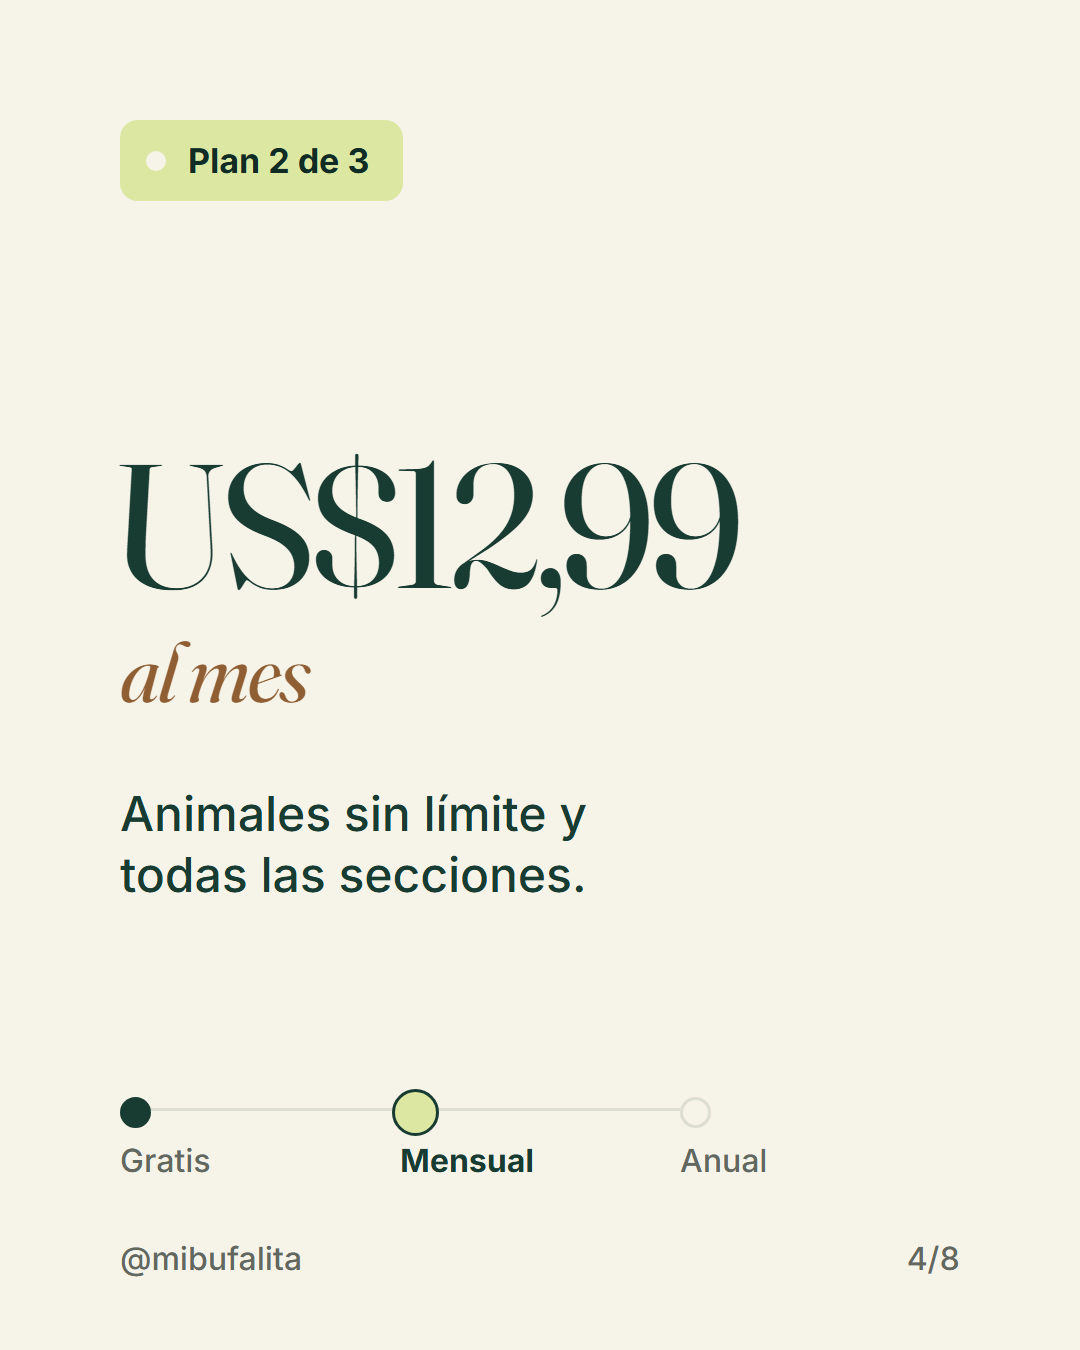 Plan 2 de 3
US$12,99
al mes
Animales sin límite y
todas las secciones.
Gratis
Mensual
Anual
@mibufalita
4/8